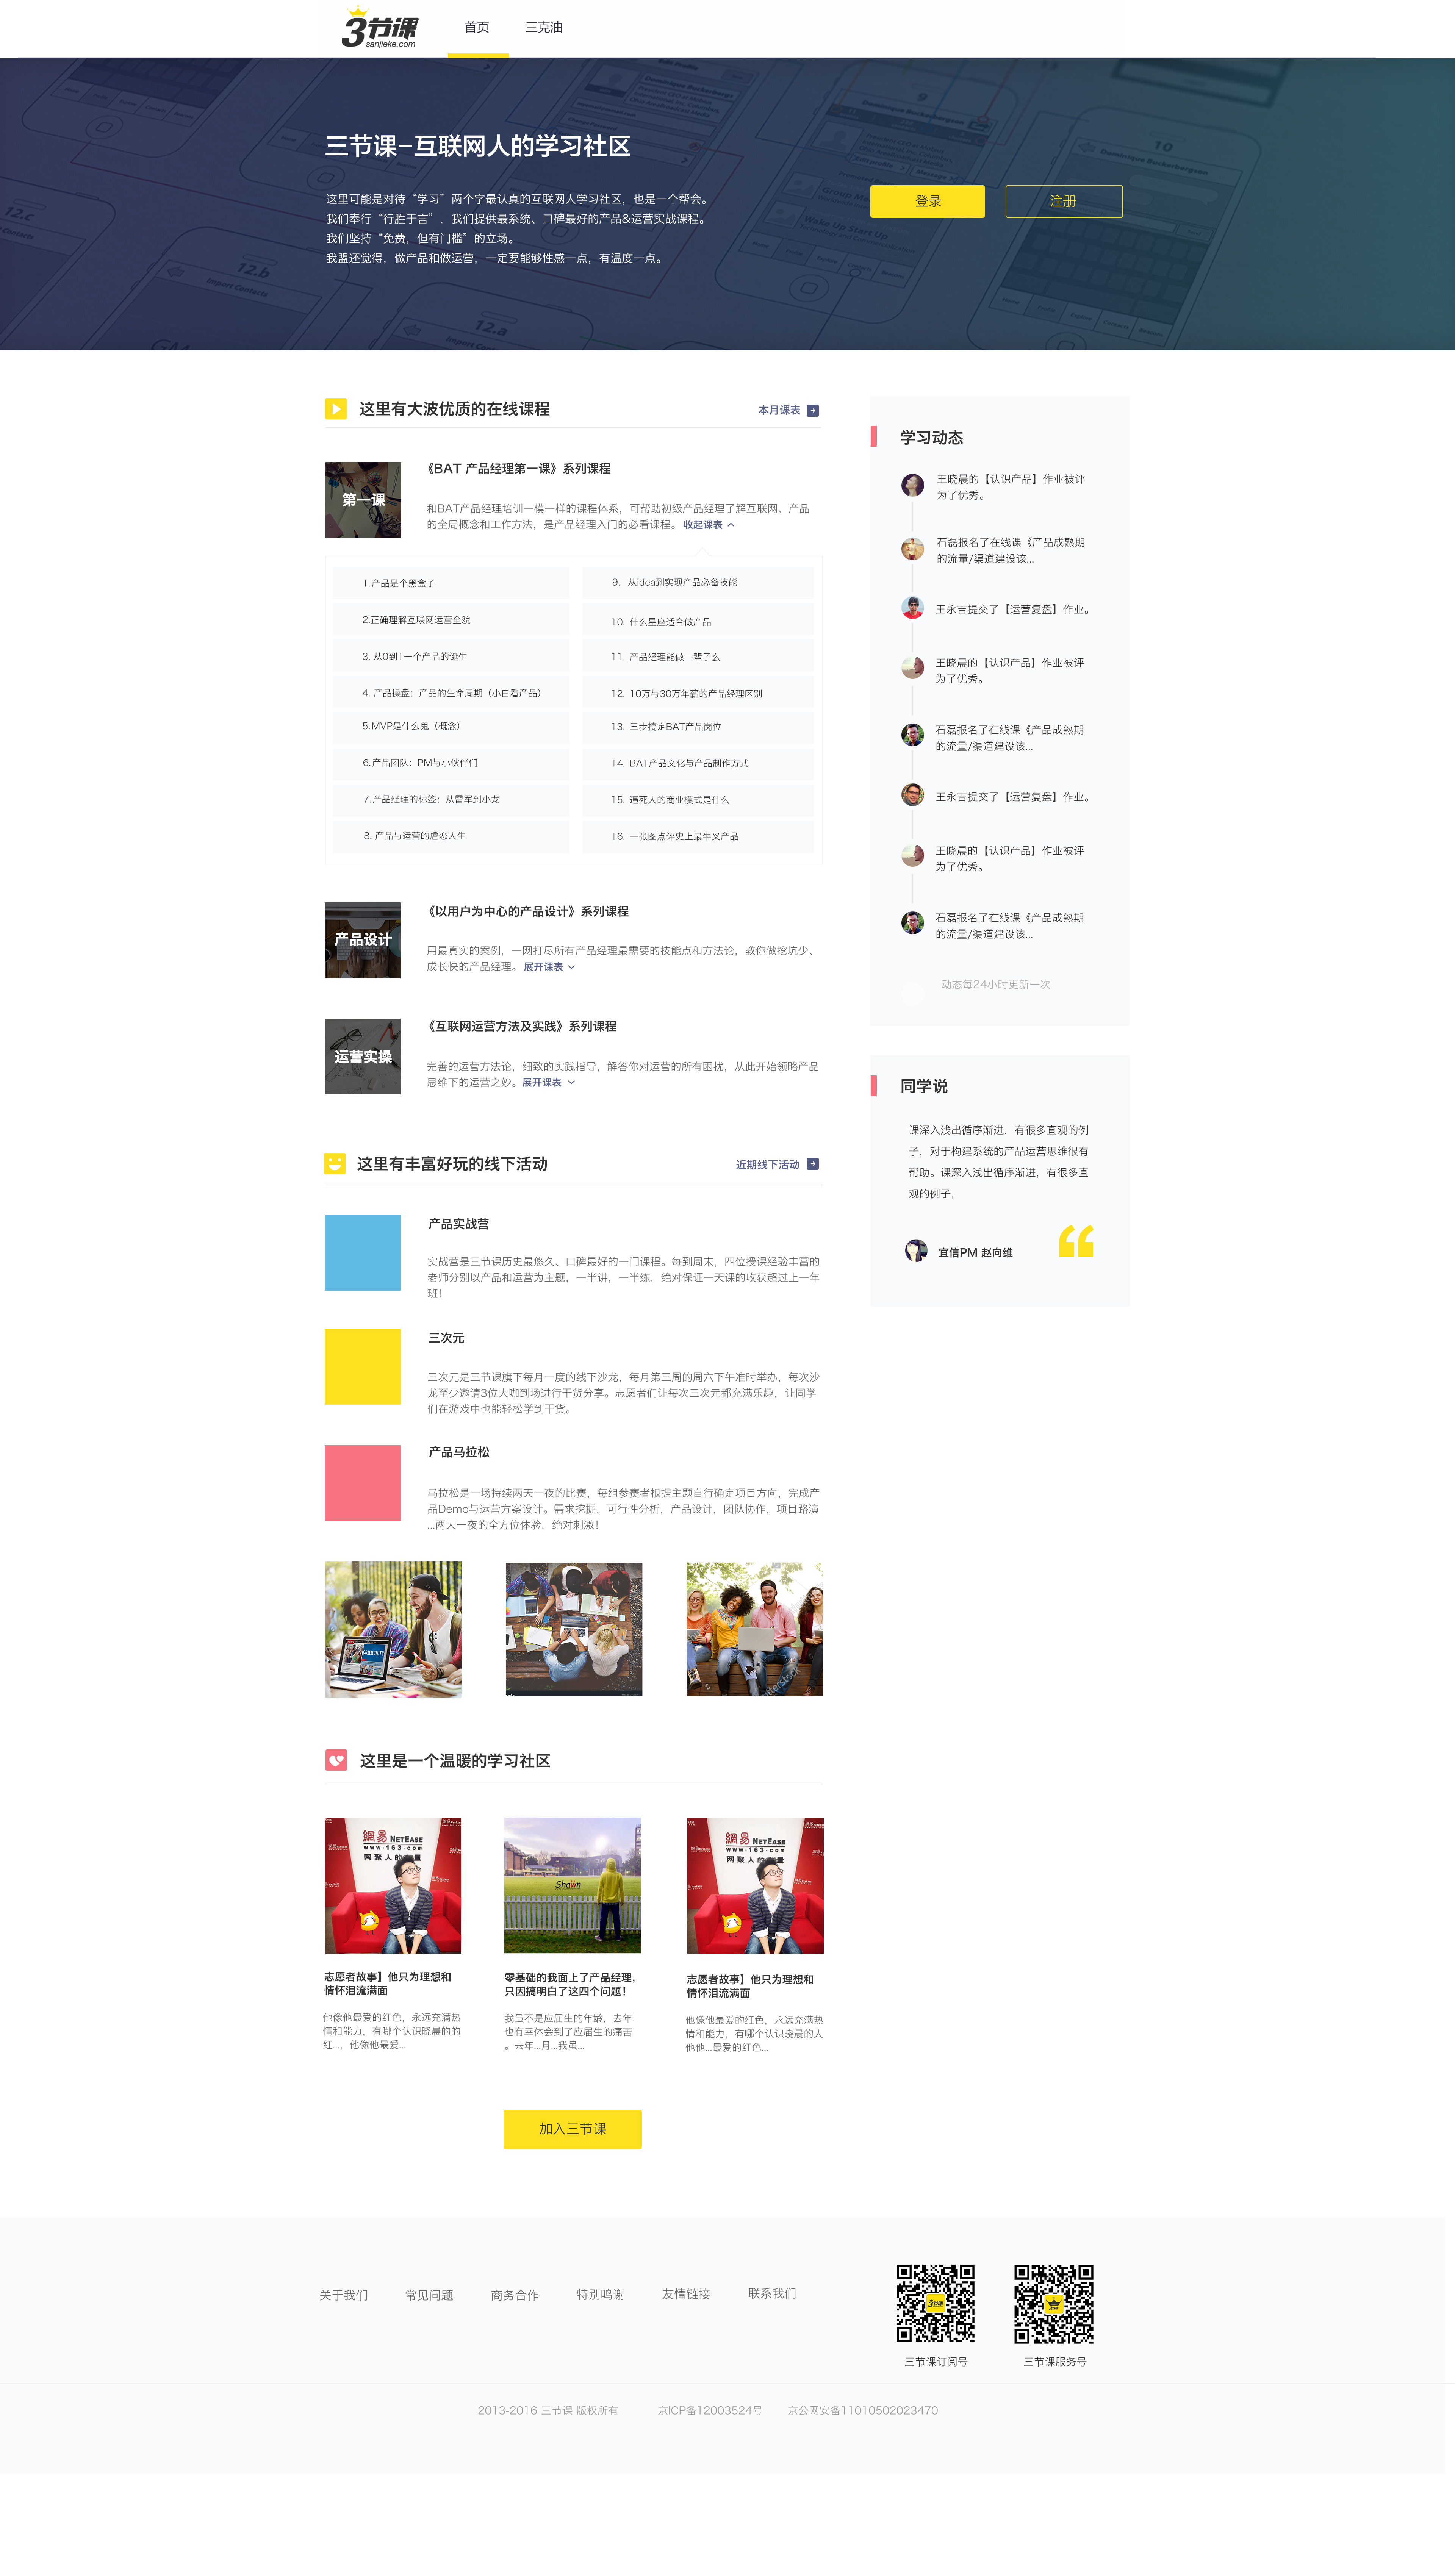 3节课
sanjieke.com
首页
三克油
三节课-互联网人的学习社区
这里可能是对待“学习”两个字最认真的互联网人学习社区，也是一个帮会。
我们奉行“行胜于言”，我们提供最系统、口碑最好的产品&运营实战课程。
我们坚持“免费，但有门槛”的立场。
我盟还觉得，做产品和做运营，一定要能够性感一点，有温度一点。
登录
注册
12.c
12.b
Import Contacts
12.a
Import Contacts
Wake Up Start Up
这里有大波优质的在线课程
本月课表
第一课
《BAT 产品经理第一课》系列课程
和BAT产品经理培训一模一样的课程体系，可帮助初级产品经理了解互联网、产品
的全局概念和工作方法，是产品经理入门的必看课程。 收起课表
1.产品是个黑盒子
2.正确理解互联网运营全貌
3. 从0到1一个产品的诞生
4. 产品操盘：产品的生命周期（小白看产品）
5.MVP是什么鬼（概念）
6.产品团队：PM与小伙伴们
7.产品经理的标签：从雷军到小龙
8. 产品与运营的虐恋人生
9. 从idea到实现产品必备技能
10. 什么星座适合做产品
11. 产品经理能做一辈子么
12. 10万与30万年薪的产品经理区别
13. 三步搞定BAT产品岗位
14. BAT产品文化与产品制作方式
15. 逼死人的商业模式是什么
16. 一张图点评史上最牛叉产品
产品设计
《以用户为中心的产品设计》系列课程
用最真实的案例，一网打尽所有产品经理最需要的技能点和方法论，教你做挖坑少、
成长快的产品经理。 展开课表
运营实操
《互联网运营方法及实践》系列课程
完善的运营方法论，细致的实践指导，解答你对运营的所有困扰，从此开始领略产品
思维下的运营之妙。展开课表
这里有丰富好玩的线下活动
近期线下活动
产品实战营
实战营是三节课历史最悠久、口碑最好的一门课程。每到周末，四位授课经验丰富的
老师分别以产品和运营为主题，一半讲，一半练，绝对保证一天课的收获超过上一年
班！
三次元
三次元是三节课旗下每月一度的线下沙龙，每月第三周的周六下午准时举办，每次沙
龙至少邀请3位大咖到场进行干货分享。志愿者们让每次三次元都充满乐趣，让同学
们在游戏中也能轻松学到干货。
产品马拉松
马拉松是一场持续两天一夜的比赛，每组参赛者根据主题自行确定项目方向，完成产
品Demo与运营方案设计。需求挖掘，可行性分析，产品设计，团队协作，项目路演
...两天一夜的全方位体验，绝对刺激！
COMMUNITY
这里是一个温暖的学习社区
網易 NETEASE
www·163·com
网聚人的力量
志愿者故事】他只为理想和
情怀泪流满面
他像他最爱的红色，永远充满热
情和能力，有哪个认识晓晨的的
红...，他像他最爱...
Shawn
零基础的我面上了产品经理，
只因搞明白了这四个问题！
我虽不是应届生的年龄，去年
也有幸体会到了应届生的痛苦
。去年...月...我虽...
網易 NETEASE
www·163·com
网聚人的力量
志愿者故事】他只为理想和
情怀泪流满面
他像他最爱的红色，永远充满热
情和能力，有哪个认识晓晨的人
他他...最爱的红色...
加入三节课
学习动态
王晓晨的【认识产品】作业被评
为了优秀。
石磊报名了在线课《产品成熟期
的流量/渠道建设该...
王永吉提交了【运营复盘】作业。
王晓晨的【认识产品】作业被评
为了优秀。
石磊报名了在线课《产品成熟期
的流量/渠道建设该...
王永吉提交了【运营复盘】作业。
王晓晨的【认识产品】作业被评
为了优秀。
石磊报名了在线课《产品成熟期
的流量/渠道建设该...
动态每24小时更新一次
同学说
课深入浅出循序渐进，有很多直观的例
子，对于构建系统的产品运营思维很有
帮助。课深入浅出循序渐进，有很多直
观的例子，
宜信PM 赵向维
关于我们
常见问题
商务合作
特别鸣谢
友情链接
联系我们
三节课订阅号
三节课服务号
2013-2016 三节课 版权所有
京ICP备12003524号
京公网安备11010502023470